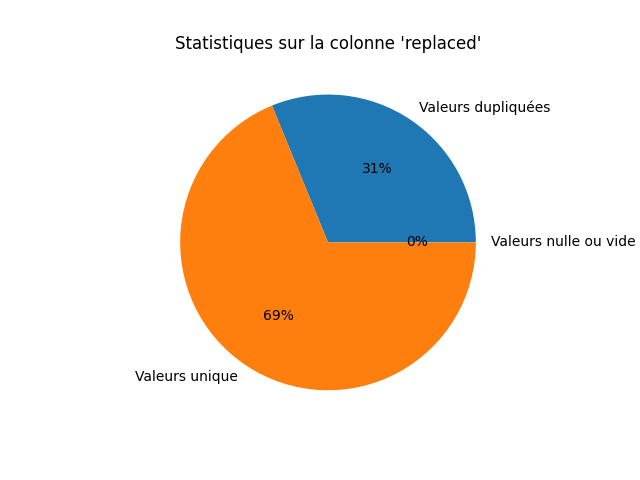 Statistiques sur la colonne 'replaced'
Valeurs dupliquées
31%
0%
Valeurs nulle ou vide
69%
Valeurs unique